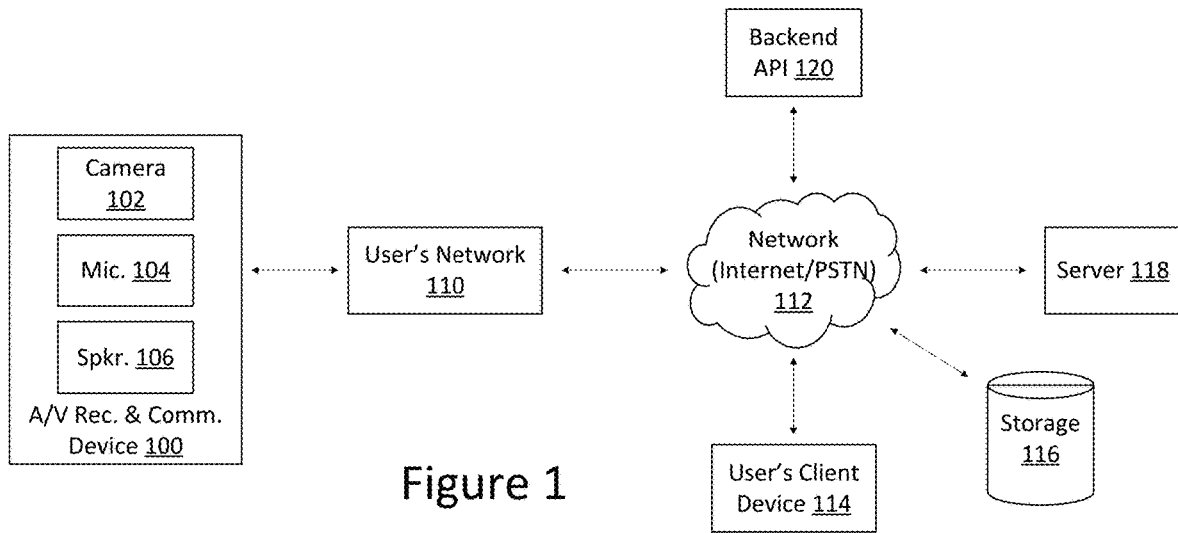 Backend
API 120
Camera
102
Mic. 104
Spkr. 106
A/V Rec. & Comm.
Device 100
User's Network
110
Network
(Internet/PSTN)
112
Server 118
Storage
116
User's Client
Device 114
Figure 1